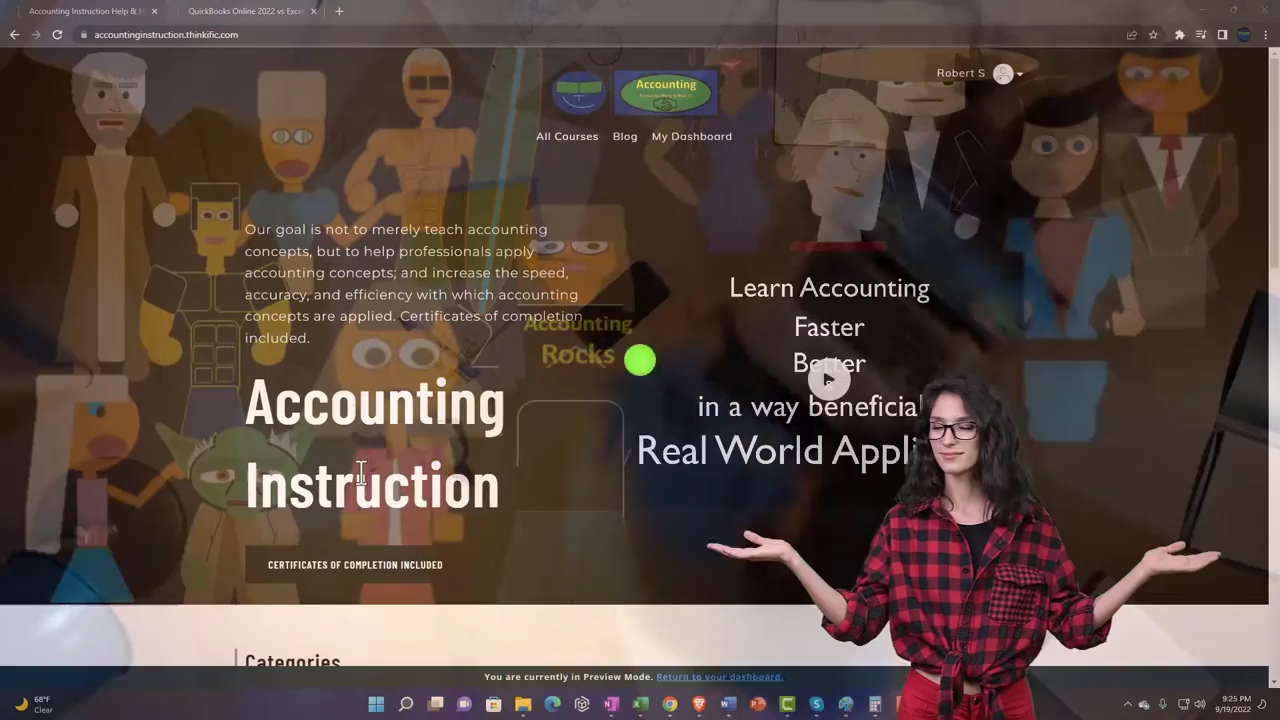 Accounting Instruction Help & H
QuickBooks Online 2022 vs Exce
accountinginstruction.thinkific.com
Accounting
Robert S
All Courses Blog My Dashboard
Our goal is not to merely teach accounting
concepts, but to help professionals apply
accounting concepts; and increase the speed,
accuracy, and efficiency with which accounting
concepts are applied. Certificates of completion
included.
Accounting
Rocks
Learn Accounting
Faster
Better
&
in a way beneficial
Real World Appli
Accounting
Instruction
CERTIFICATES OF COMPLETION INCLUDED
Categories
You are currently in Preview Mode. Return to your dashboard.
68°F
Clear
9:25 PM
9/19/2022